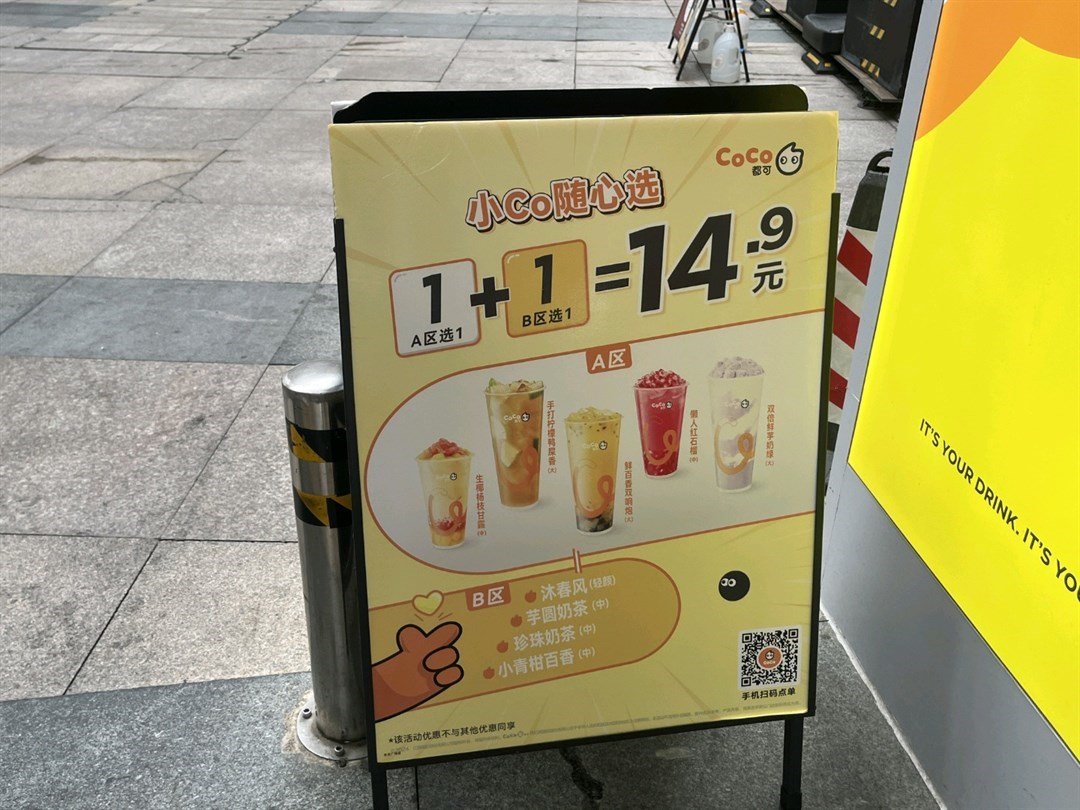 CoCo
都可
小Co随心选
1
A区选1
+
1
B区选1
=14.9元
A区
生椰杨枝甘露(中)
手打柠檬鸭屎香(大)
鲜百香双响炮(大)
懒人红石榴(中)
双倍鲜芋奶绿(大)
CoCo
CoCo
CoCo
B区
沐春风(轻颜)
芋圆奶茶(中)
珍珠奶茶(中)
小青柑百香(中)
手机扫码点单
★该活动优惠不与其他优惠同享
CoCo
IT'S YOUR DRINK. IT'S YO